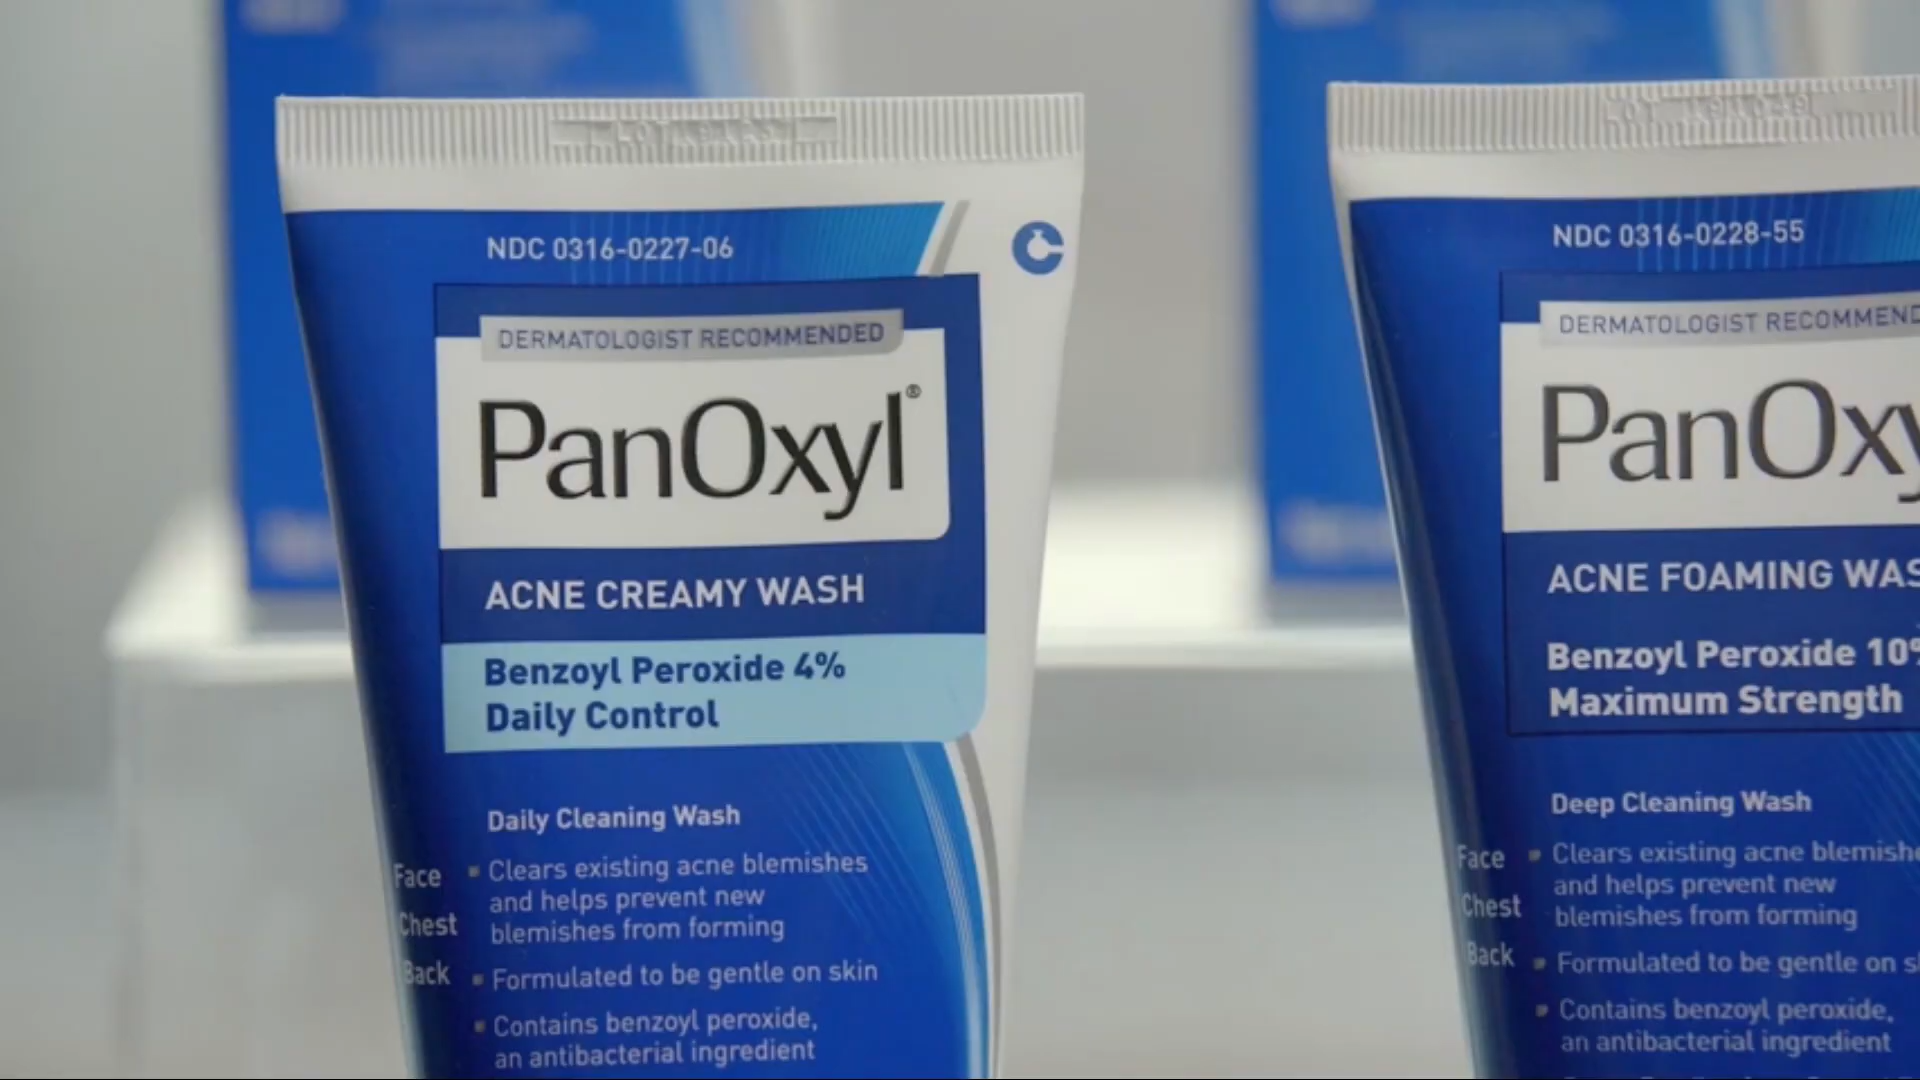 NDC 0316-0227-06
DERMATOLOGIST RECOMMENDED
PanOxyl®
ACNE CREAMY WASH
Benzoyl Peroxide 4%
Daily Control
Daily Cleaning Wash
Face
Chest
Back
▪ Clears existing acne blemishes
and helps prevent new
blemishes from forming
▪ Formulated to be gentle on skin
▪ Contains benzoyl peroxide,
an antibacterial ingredient
NDC 0316-0228-55
DERMATOLOGIST
PanOxy
ACNE FOAMING WAS
Benzoyl Peroxide 10%
Maximum Strength
Deep Cleaning Wash
Face
Chest
Back
▪ Clears existing acne
and helps prevent new
blemishes from forming
▪ Formulated to be gentle on
▪ Contains benzoyl peroxide,
an antibacterial ingredient